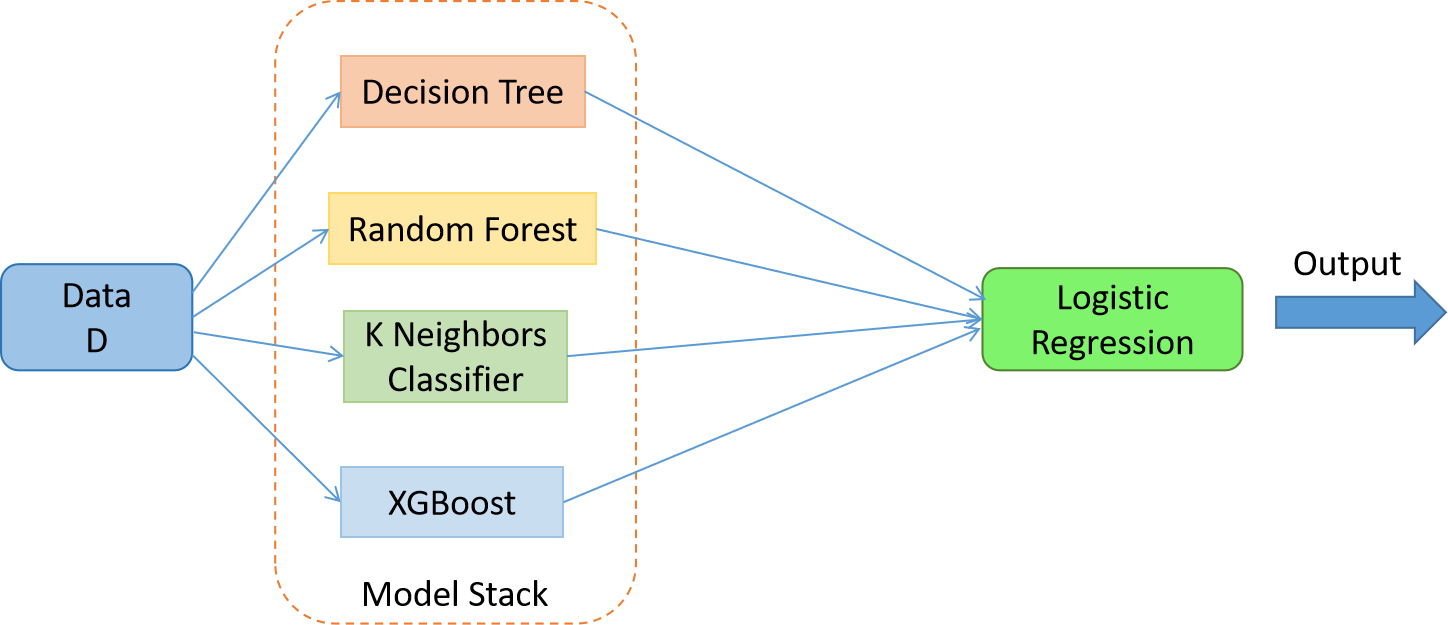 Data
D
Decision Tree
Random Forest
K Neighbors
Classifier
XGBoost
Model Stack
Logistic
Regression
Output